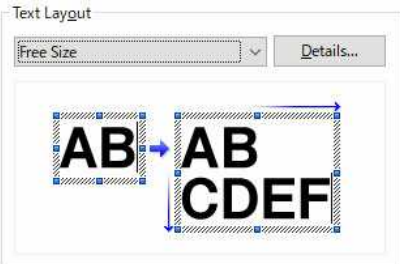 Text Layout
Free Size
Details...
AB
AB
CDEF